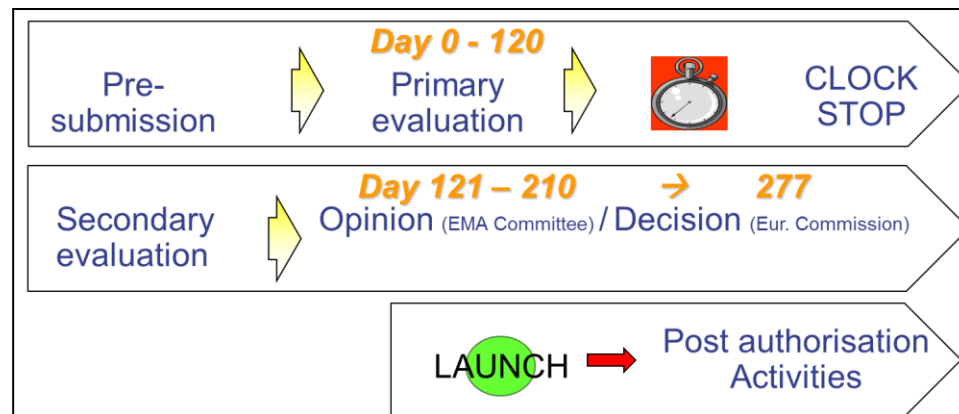 Day 0 - 120
Pre-
submission
Primary
evaluation
CLOCK
STOP
Day 121 – 210 → 277
Secondary
evaluation
Opinion (EMA Committee) / Decision (Eur. Commission)
LAUNCH
Post authorisation
Activities